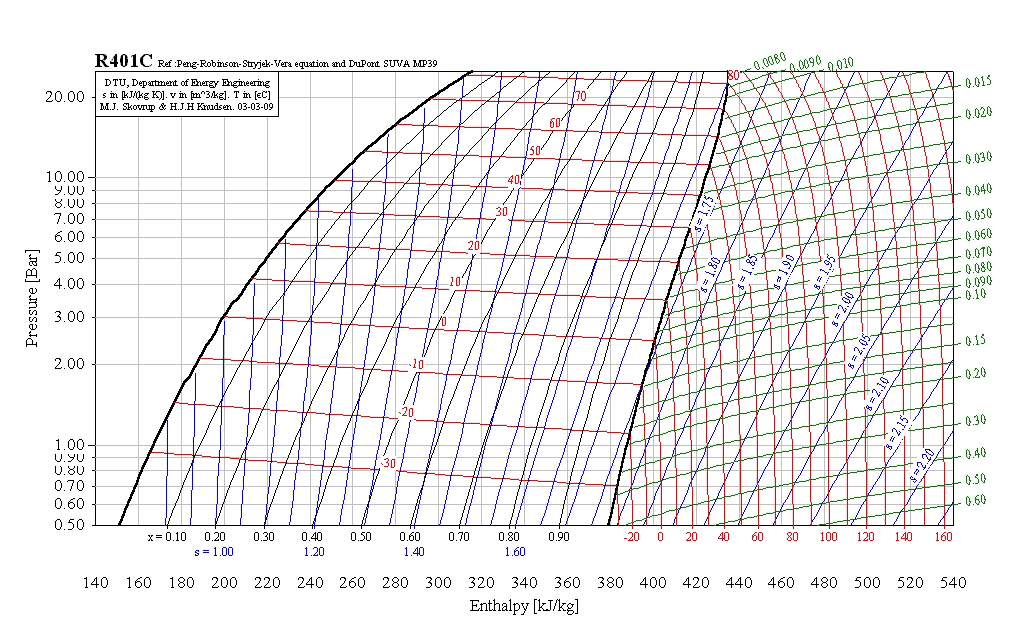 R401C Ref :Peng-Robinson-Stryjek-Vera equation and DuPont SUVA MP39
DTU, Department of Energy Engineering
s in [kJ/(kg K)]. v in [m^3/kg]. T in [øC]
M.J. Skovrup & H.J.H Knudsen. 03-03-09
0.0080
0.0090
0.010
0.015
0.020
0.030
0.040
0.050
0.060
0.070
0.080
0.090
0.10
0.15
0.20
0.30
0.40
0.50
0.60
Pressure [Bar]
20.00
10.00
9.00
8.00
7.00
6.00
5.00
4.00
3.00
2.00
1.00
0.90
0.80
0.70
0.60
0.50
80
70
60
50
40
30
20
10
0
-10
-20
-30
s = 1.75
s = 1.80
s = 1.85
s = 1.90
s = 1.95
s = 2.00
s = 2.05
s = 2.10
s = 2.15
s = 2.20
x = 0.10 0.20 0.30 0.40 0.50 0.60 0.70 0.80 0.90
-20 0 20 40 60 80 100 120 140 160
s = 1.00 1.20 1.40 1.60
140 160 180 200 220 240 260 280 300 320 340 360 380 400 420 440 460 480 500 520 540
Enthalpy [kJ/kg]